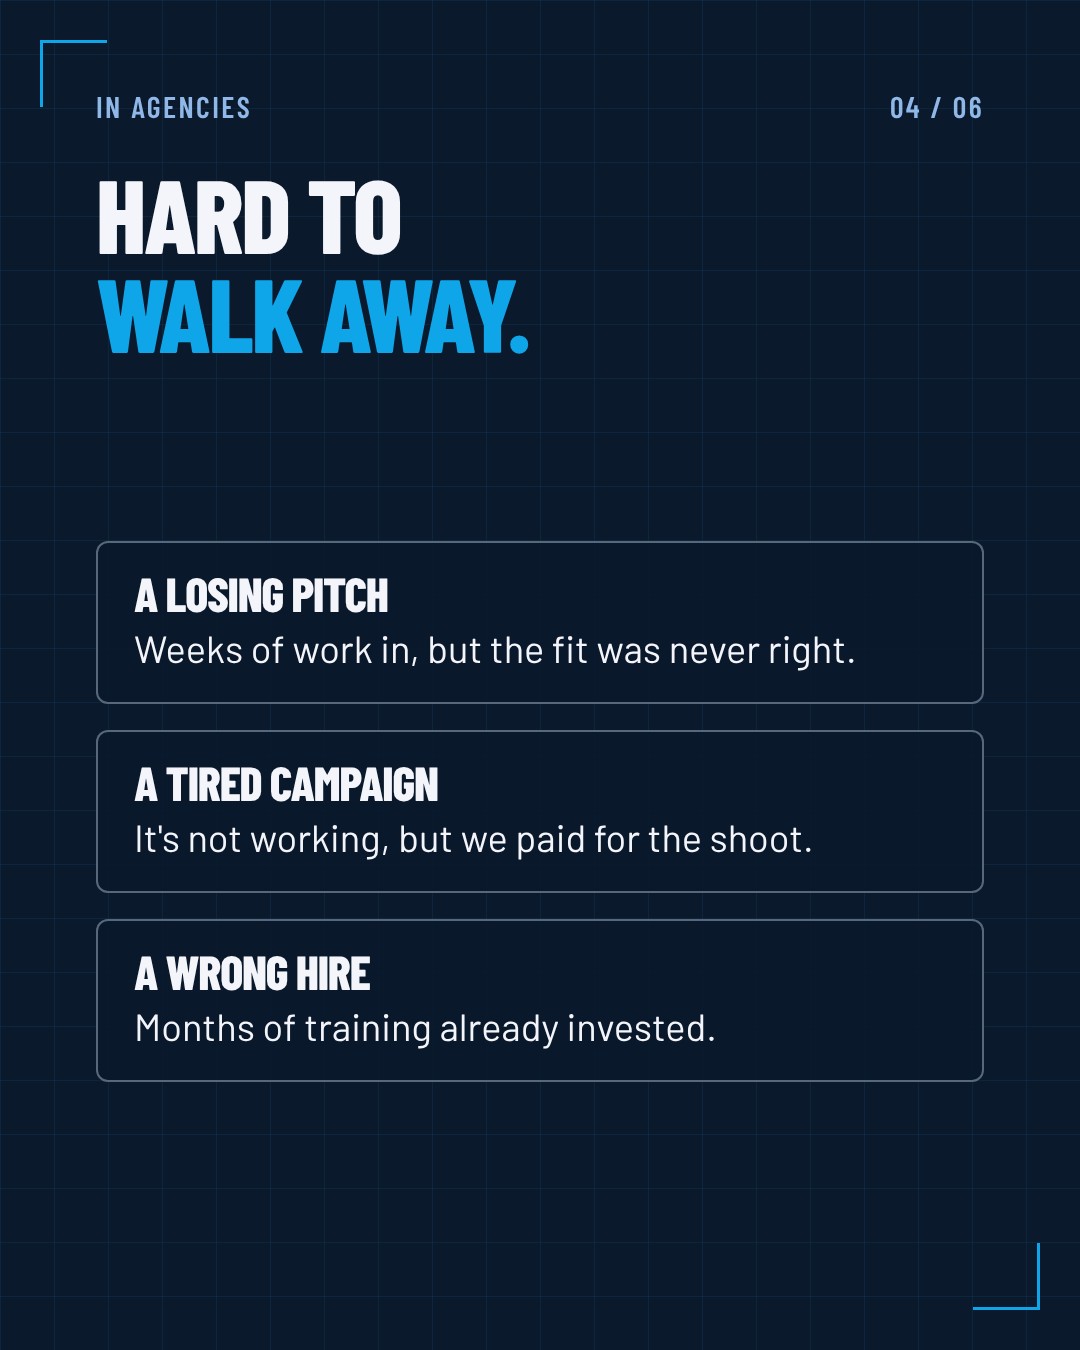 IN AGENCIES
04 / 06
HARD TO
WALK AWAY.
A LOSING PITCH
Weeks of work in, but the fit was never right.
A TIRED CAMPAIGN
It's not working, but we paid for the shoot.
A WRONG HIRE
Months of training already invested.